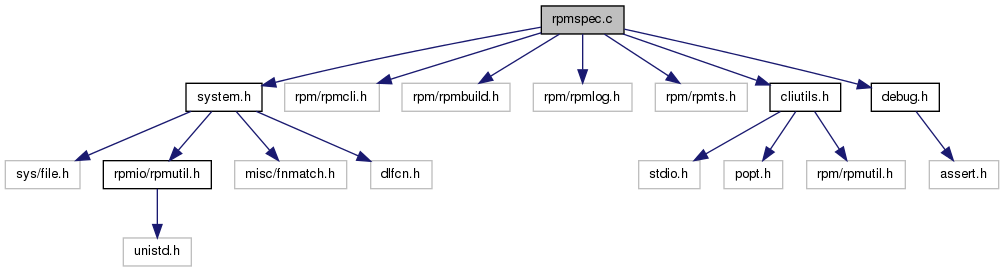 rpmspec.c
system.h
rpm/rpmcli.h
rpm/rpmbuild.h
rpm/rpmlog.h
rpm/rpmts.h
cliutils.h
debug.h
sys/file.h
rpmio/rpmutil.h
misc/fnmatch.h
dlfcn.h
stdio.h
popt.h
rpm/rpmutil.h
assert.h
unistd.h